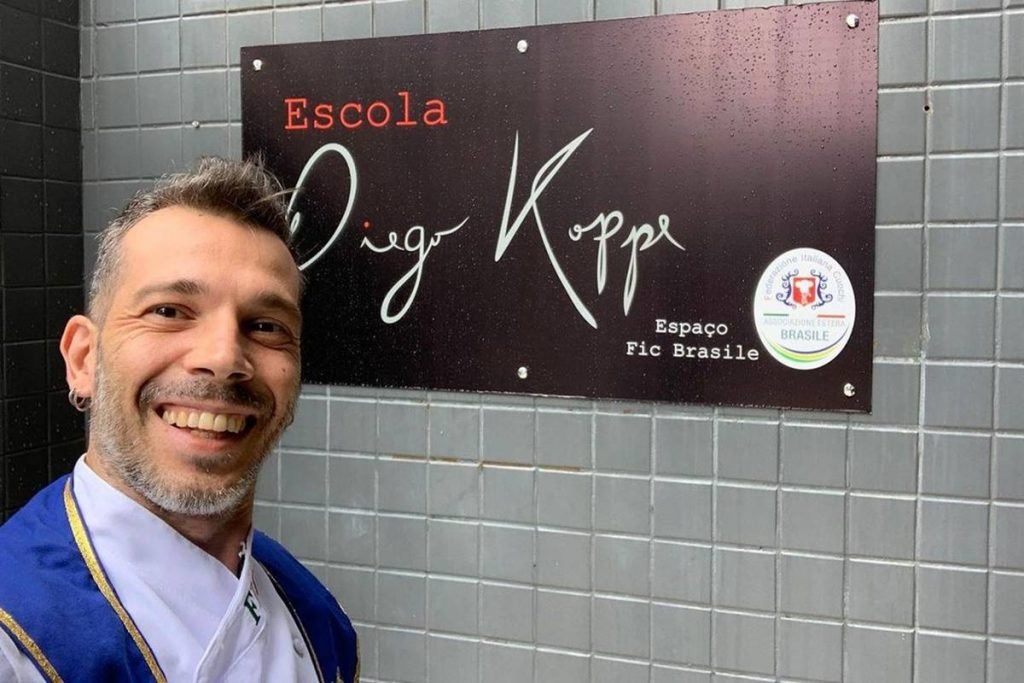 Escola
Diego Koppe
Espaço
Fic Brasile
Federazione Italiana Cuochi
ASSOCIAZIONE ESTERA
BRASILE
F